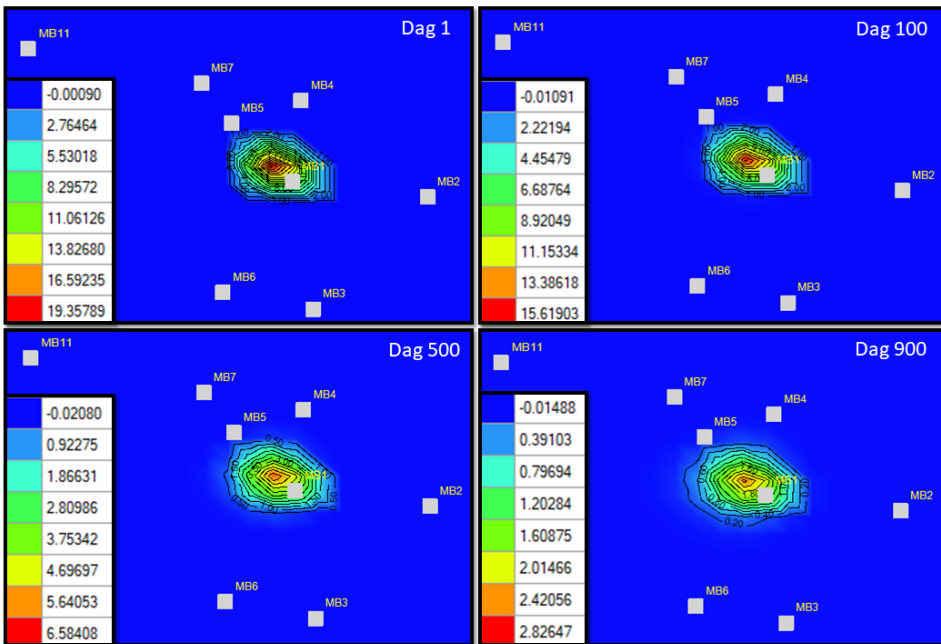 Dag 1
MB11
MB7
MB4
MB5
MB1
MB2
MB6
MB3
-0.00090
2.76464
5.53018
8.29572
11.06126
13.82680
16.59235
19.35789
Dag 100
MB11
MB7
MB4
MB5
MB1
MB2
MB6
MB3
-0.01091
2.22194
4.45479
6.68764
8.92049
11.15334
13.38618
15.61903
Dag 500
MB11
MB7
MB4
MB5
0.50
MB1
MB2
MB6
MB3
-0.02080
0.92275
1.86631
2.80986
3.75342
4.69697
5.64053
6.58408
Dag 900
MB11
MB7
MB4
MB5
MB1
MB2
0.20
MB6
MB3
-0.01488
0.39103
0.79694
1.20284
1.60875
2.01466
2.42056
2.82647